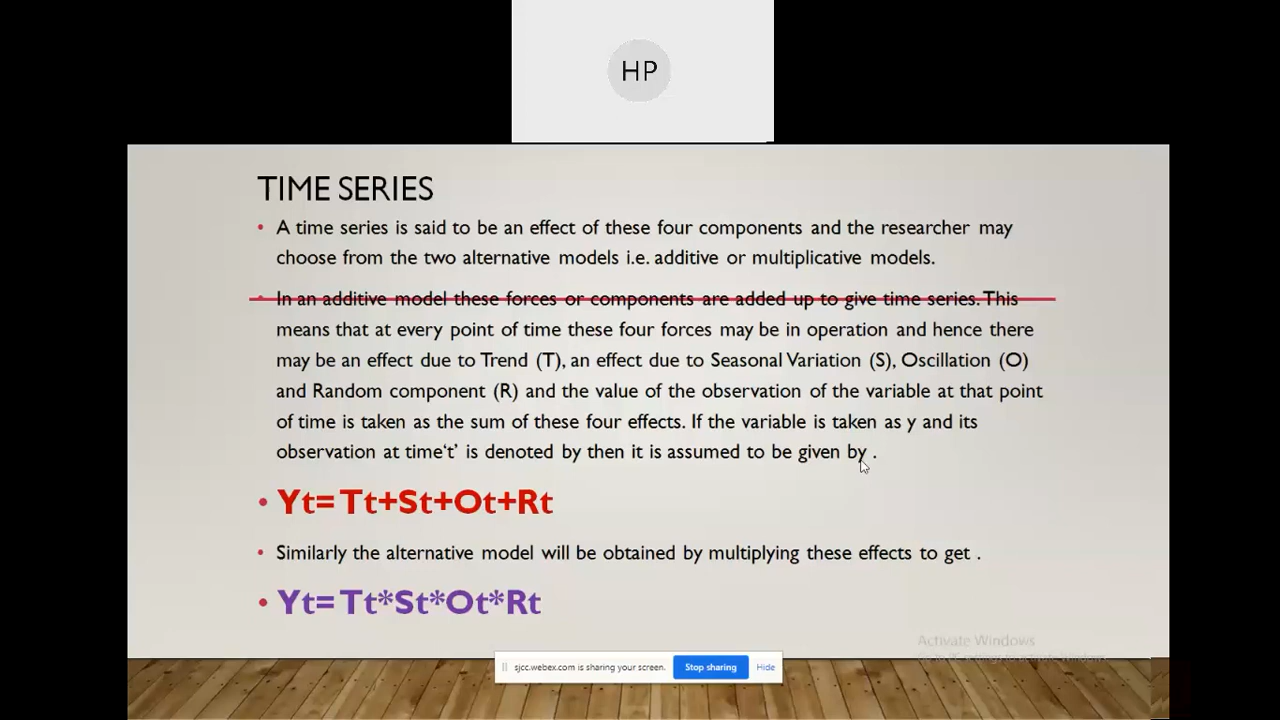 HP
TIME SERIES
• A time series is said to be an effect of these four components and the researcher may
choose from the two alternative models i.e. additive or multiplicative models.
• In an additive model these forces or components are added up to give time series. This
means that at every point of time these four forces may be in operation and hence there
may be an effect due to Trend (T), an effect due to Seasonal Variation (S), Oscillation (O)
and Random component (R) and the value of the observation of the variable at that point
of time is taken as the sum of these four effects. If the variable is taken as y and its
observation at time‘t’ is denoted by then it is assumed to be given by .
• Yt= Tt+St+Ot+Rt
• Similarly the alternative model will be obtained by multiplying these effects to get .
• Yt= Tt*St*Ot*Rt
Activate Windows
Go to PC settings to activate Windows.
sjcc.webex.com is sharing your screen. Stop sharing Hide